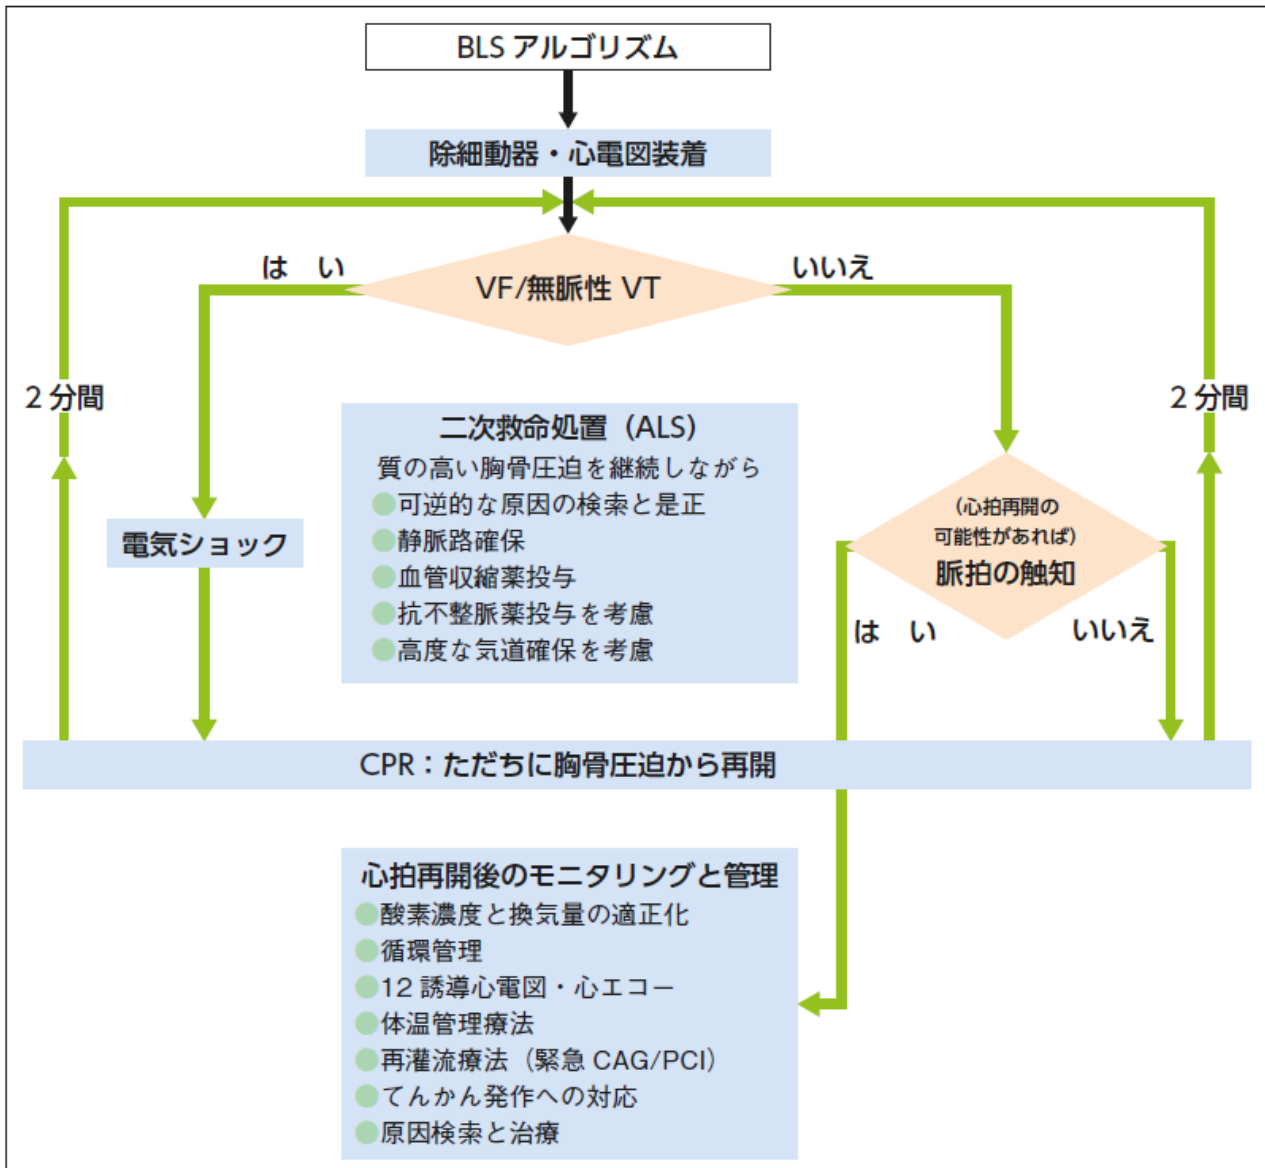 BLS アルゴリズム
除細動器・心電図装着
は い
いいえ
VF/無脈性 VT
2 分間
2 分間
二次救命処置（ALS）
質の高い胸骨圧迫を継続しながら
●可逆的な原因の検索と是正
●静脈路確保
●血管収縮薬投与
●抗不整脈薬投与を考慮
●高度な気道確保を考慮
電気ショック
（心拍再開の
可能性があれば）
脈拍の触知
は い
いいえ
CPR：ただちに胸骨圧迫から再開
心拍再開後のモニタリングと管理
●酸素濃度と換気量の適正化
●循環管理
●12 誘導心電図・心エコー
●体温管理療法
●再灌流療法（緊急 CAG/PCI）
●てんかん発作への対応
●原因検索と治療